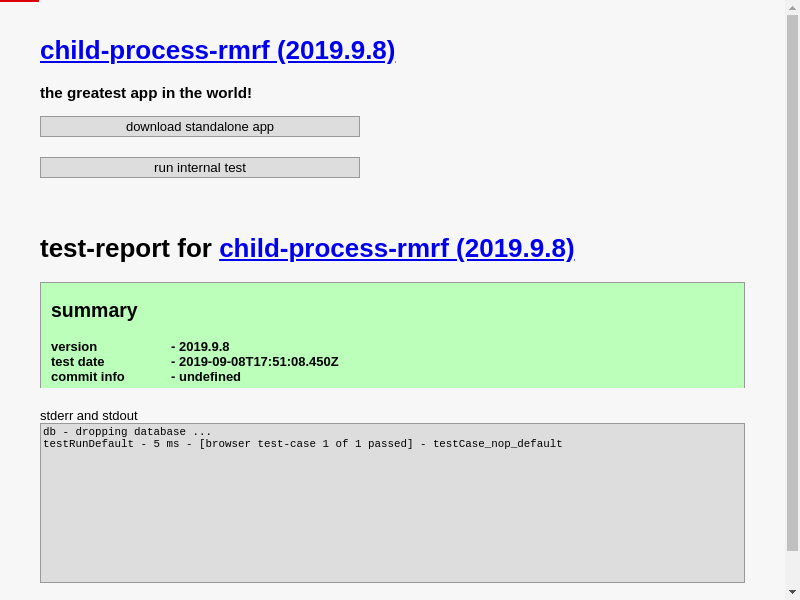 child-process-rmrf (2019.9.8)
the greatest app in the world!
download standalone app
run internal test
test-report for child-process-rmrf (2019.9.8)
summary
version - 2019.9.8
test date - 2019-09-08T17:51:08.450Z
commit info - undefined
stderr and stdout
db - dropping database ...
testRunDefault - 5 ms - [browser test-case 1 of 1 passed] - testCase_nop_default